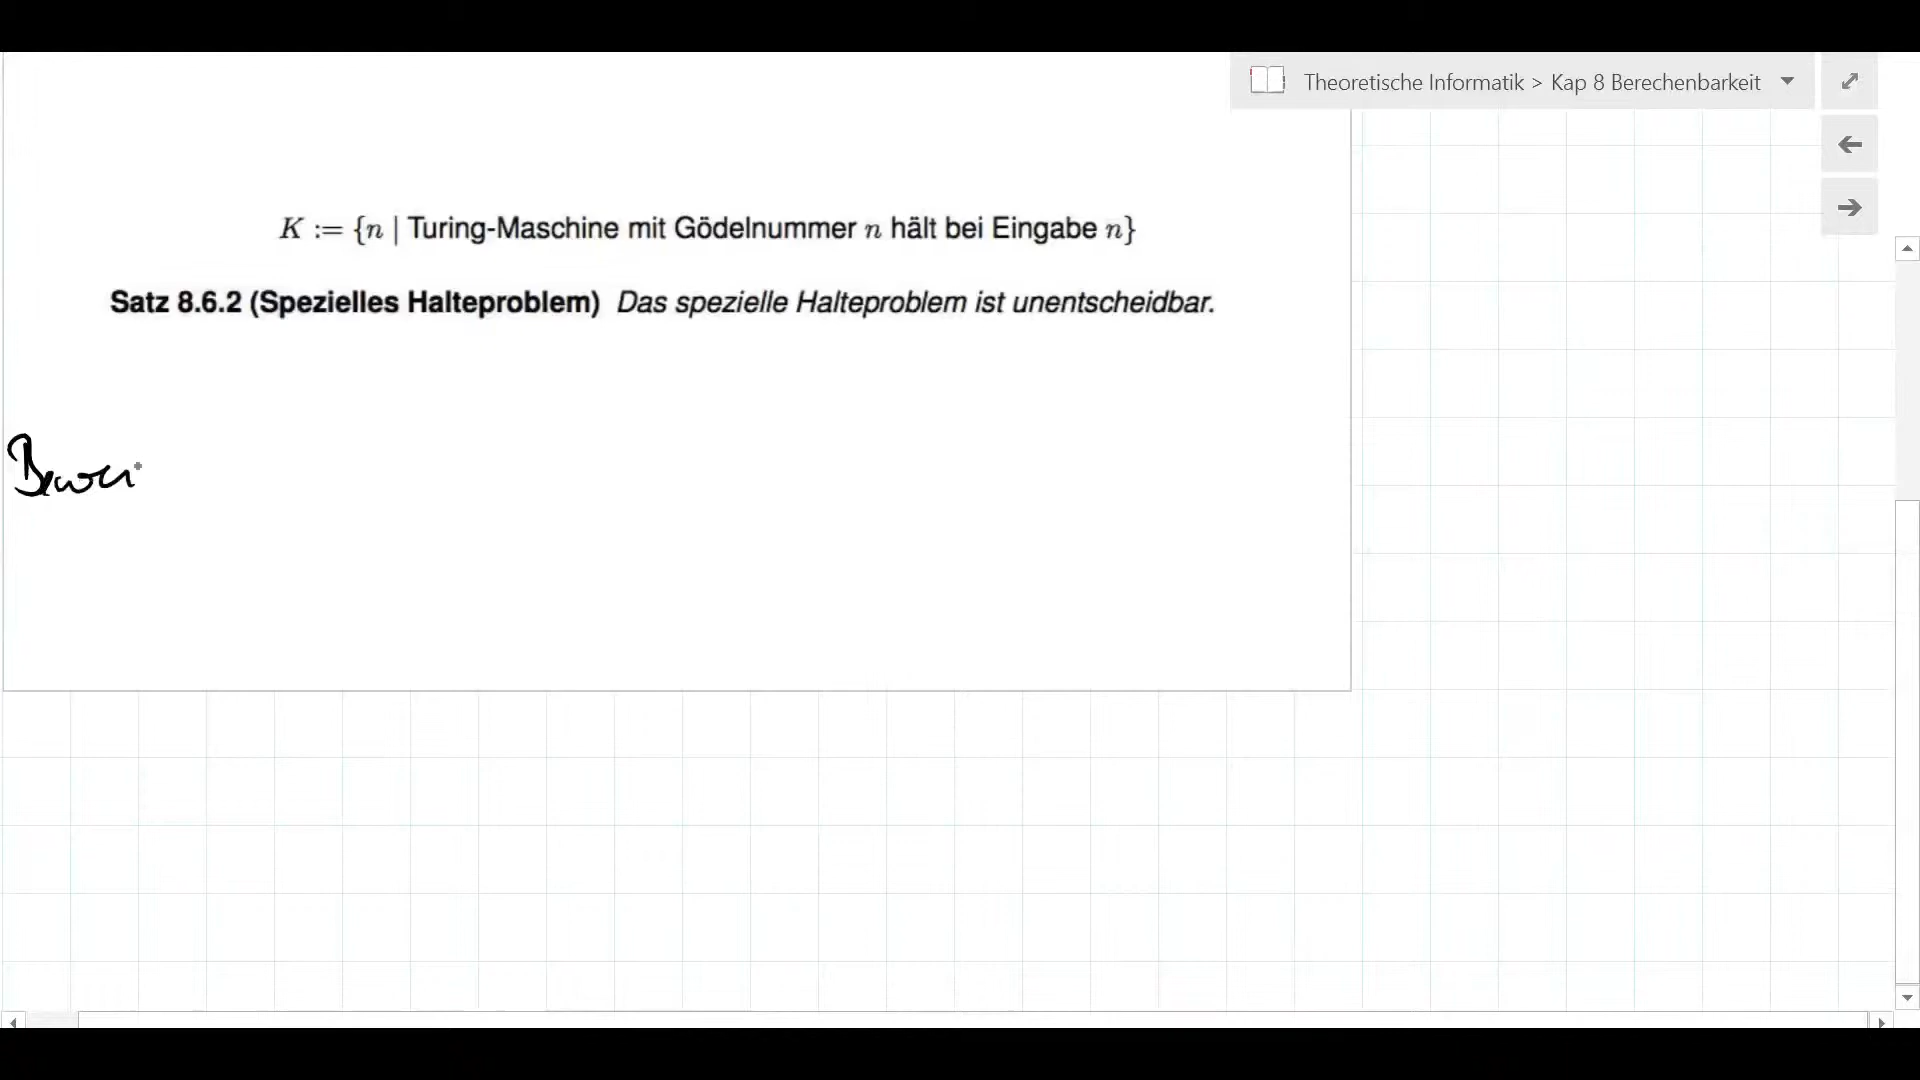 Theoretische Informatik > Kap 8 Berechenbarkeit
K := {n | Turing-Maschine mit Gödelnummer n hält bei Eingabe n}
Satz 8.6.2 (Spezielles Halteproblem) Das spezielle Halteproblem ist unentscheidbar.
Bewei